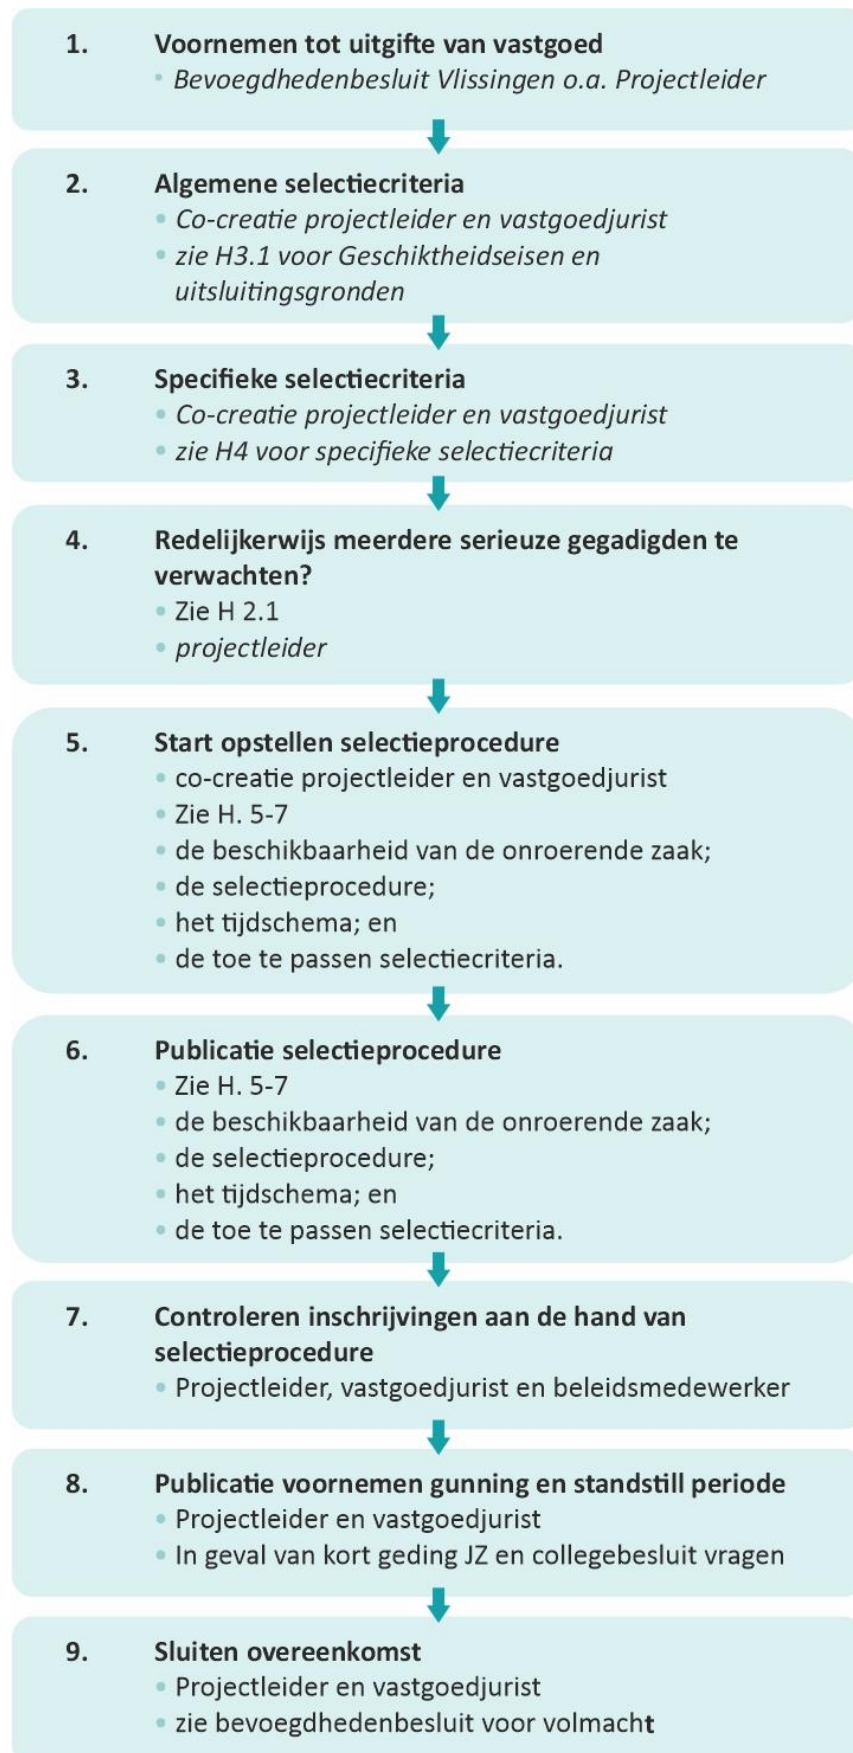 1. Voornemen tot uitgifte van vastgoed
• Bevoegdhedenbesluit Vlissingen o.a. Projectleider
2. Algemene selectiecriteria
• Co-creatie projectleider en vastgoedjurist
• zie H3.1 voor Geschiktheidseisen en
uitsluitingsgronden
3. Specifieke selectiecriteria
• Co-creatie projectleider en vastgoedjurist
• zie H4 voor specifieke selectiecriteria
4. Redelijkerwijs meerdere serieuze gegadigden te
verwachten?
• Zie H 2.1
• projectleider
5. Start opstellen selectieprocedure
• co-creatie projectleider en vastgoedjurist
• Zie H. 5-7
• de beschikbaarheid van de onroerende zaak;
• de selectieprocedure;
• het tijdschema; en
• de toe te passen selectiecriteria.
6. Publicatie selectieprocedure
• Zie H. 5-7
• de beschikbaarheid van de onroerende zaak;
• de selectieprocedure;
• het tijdschema; en
• de toe te passen selectiecriteria.
7. Controleren inschrijvingen aan de hand van
selectieprocedure
• Projectleider, vastgoedjurist en beleidsmedewerker
8. Publicatie voornemen gunning en standstill periode
• Projectleider en vastgoedjurist
• In geval van kort geding JZ en collegebesluit vragen
9. Sluiten overeenkomst
• Projectleider en vastgoedjurist
• zie bevoegdhedenbesluit voor volmacht